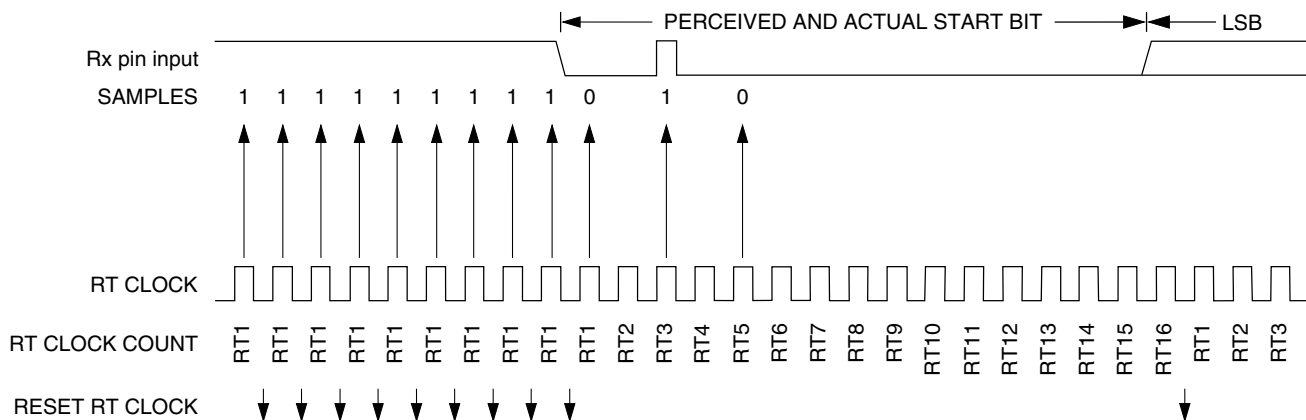 PERCEIVED AND ACTUAL START BIT LSB
Rx pin input
SAMPLES 1 1 1 1 1 1 1 1 1 0 1 0
RT CLOCK
RT CLOCK COUNT RT1 RT1 RT1 RT1 RT1 RT1 RT1 RT1 RT1 RT1 RT2 RT3 RT4 RT5 RT6 RT7 RT8 RT9 RT10 RT11 RT12 RT13 RT14 RT15 RT16 RT1 RT2 RT3
RESET RT CLOCK